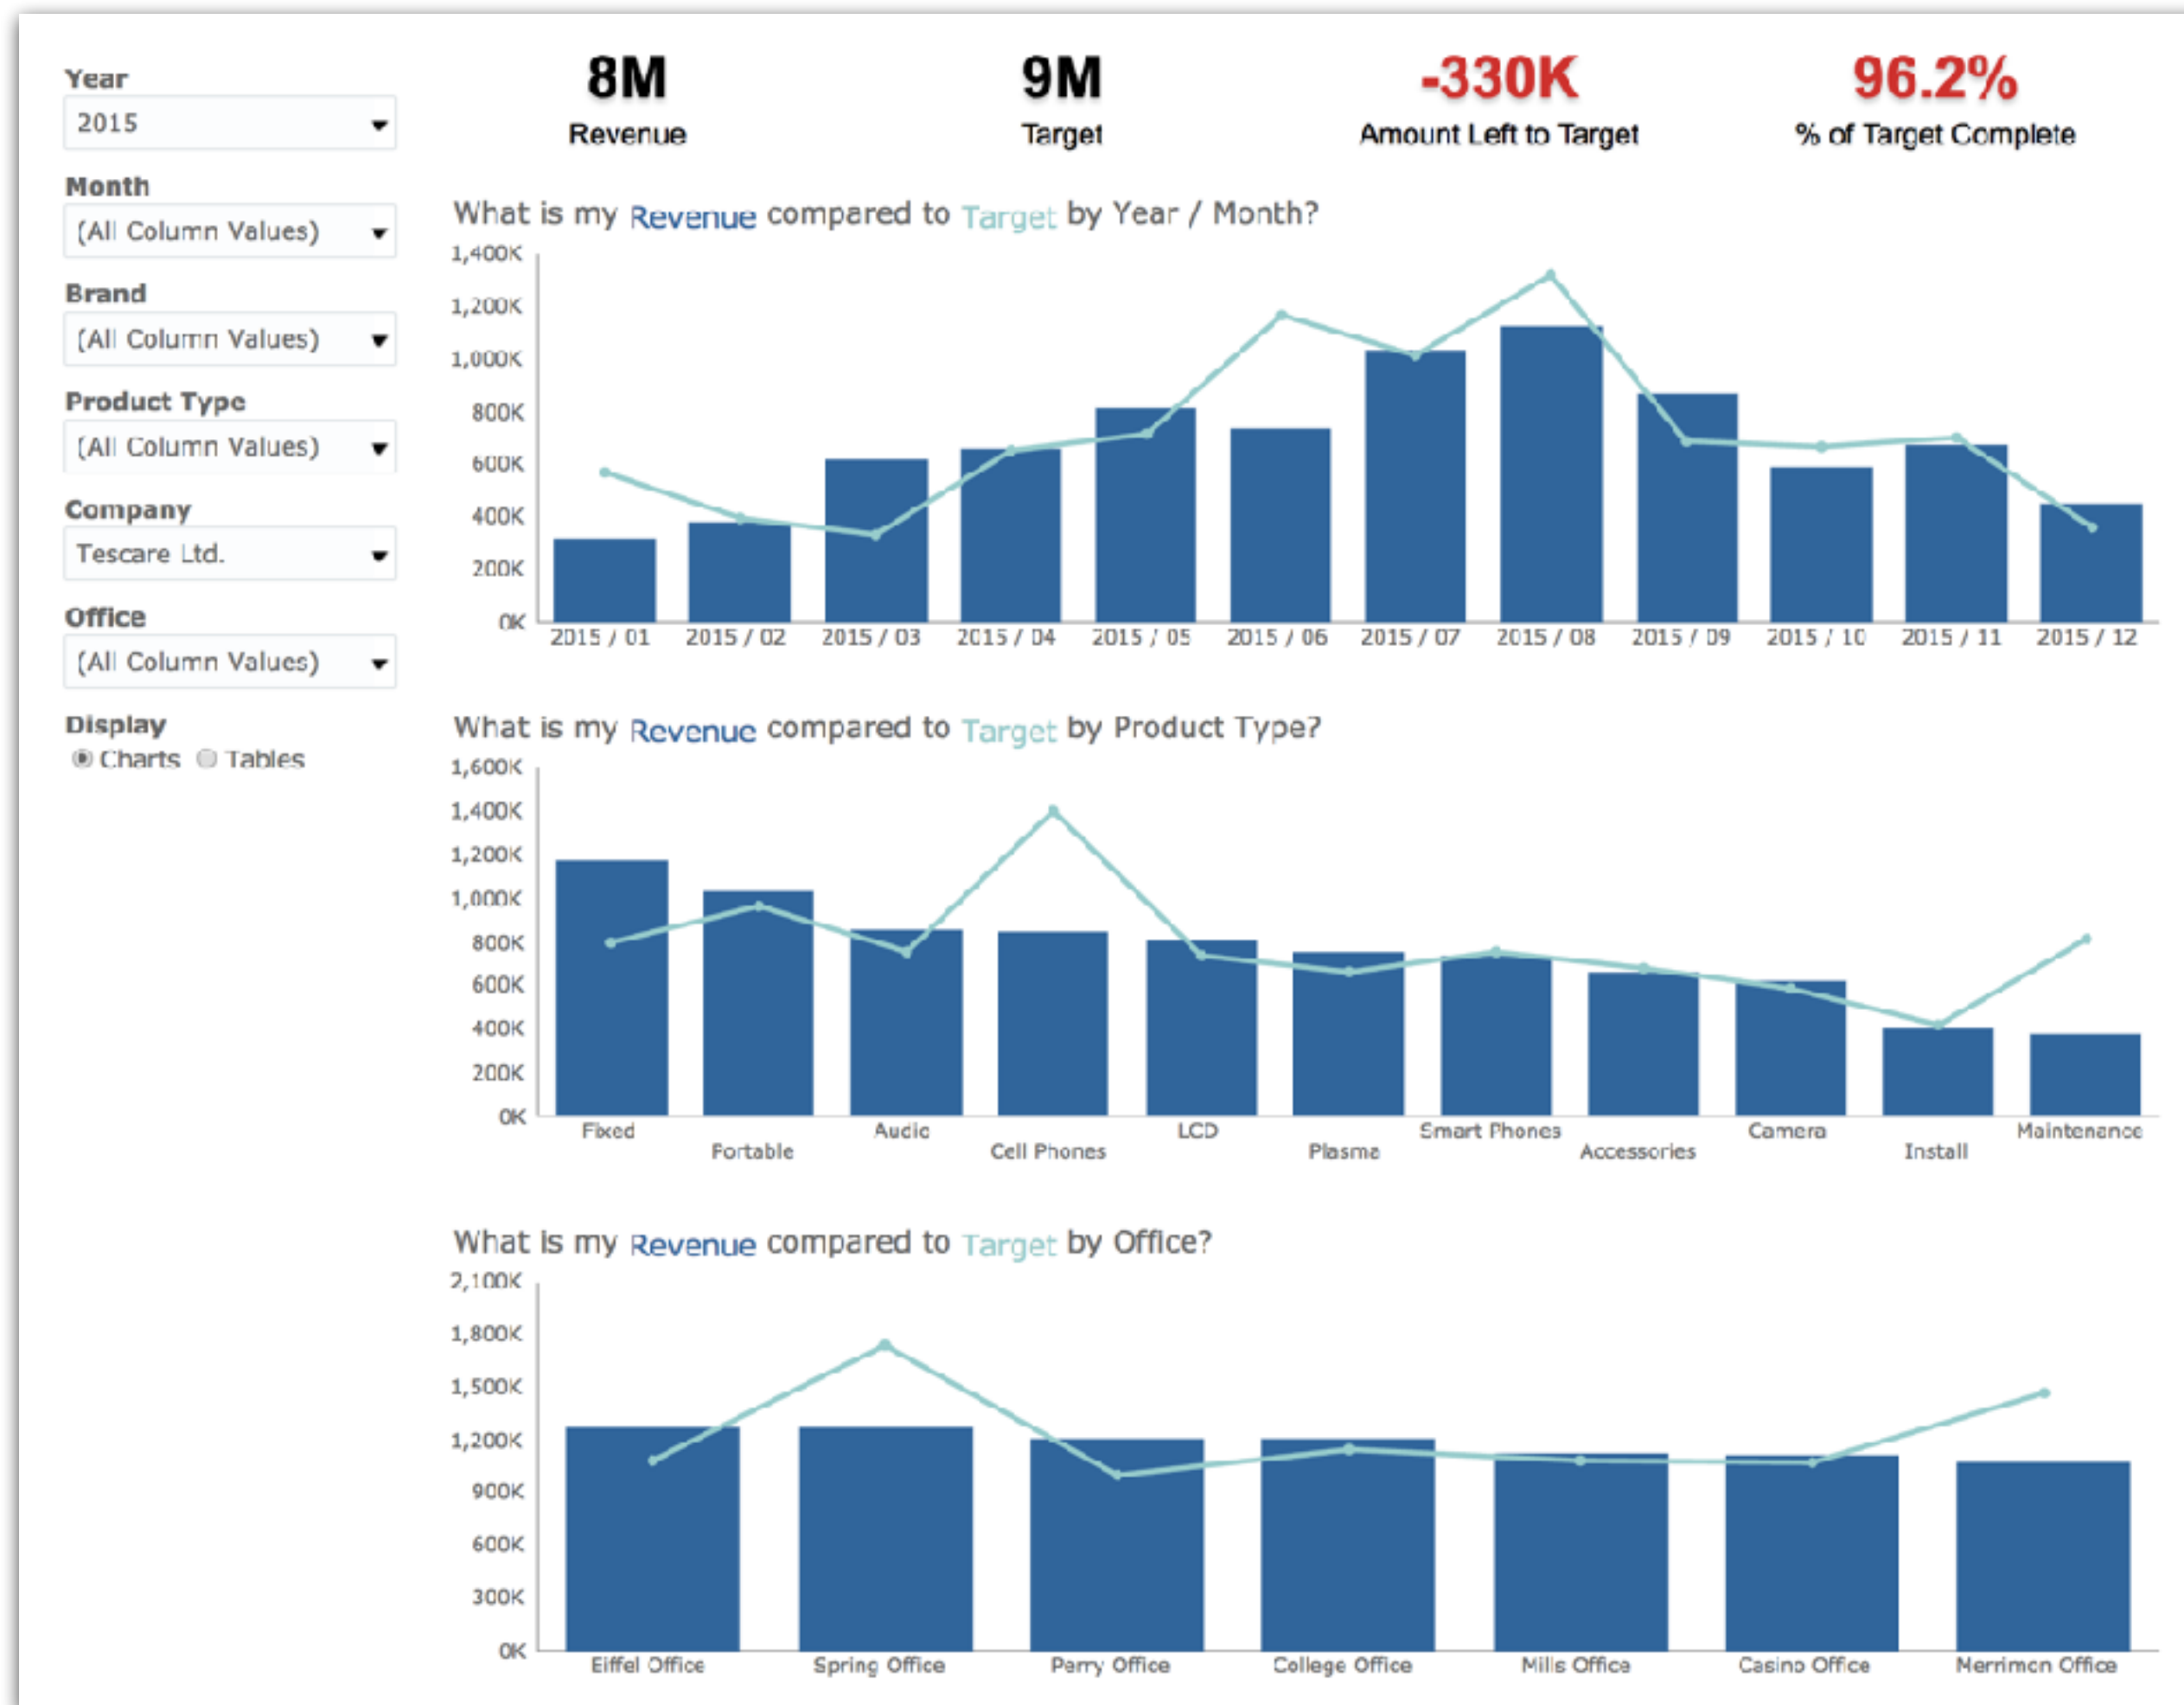 Year
2015
Month
(All Column Values)
Brand
(All Column Values)
Product Type
(All Column Values)
Company
Tescare Ltd.
Office
(All Column Values)
Display
Charts Tables
8M
Revenue
9M
Target
-330K
Amount Left to Target
96.2%
% of Target Complete
What is my Revenue compared to Target by Year / Month?
1,400K
1,200K
1,000K
800K
600K
400K
200K
0K
2015 / 01 2015 / 02 2015 / 03 2015 / 04 2015 / 05 2015 / 06 2015 / 07 2015 / 08 2015 / 09 2015 / 10 2015 / 11 2015 / 12
What is my Revenue compared to Target by Product Type?
1,600K
1,400K
1,200K
1,000K
800K
600K
400K
200K
0K
Fixed Audio LCD Smart Phones Camera Maintenance
Portable Cell Phones Plasma Accessories Install
What is my Revenue compared to Target by Office?
2,100K
1,800K
1,500K
1,200K
900K
600K
300K
0K
Eiffel Office Spring Office Perry Office College Office Mills Office Casino Office Merrimon Office